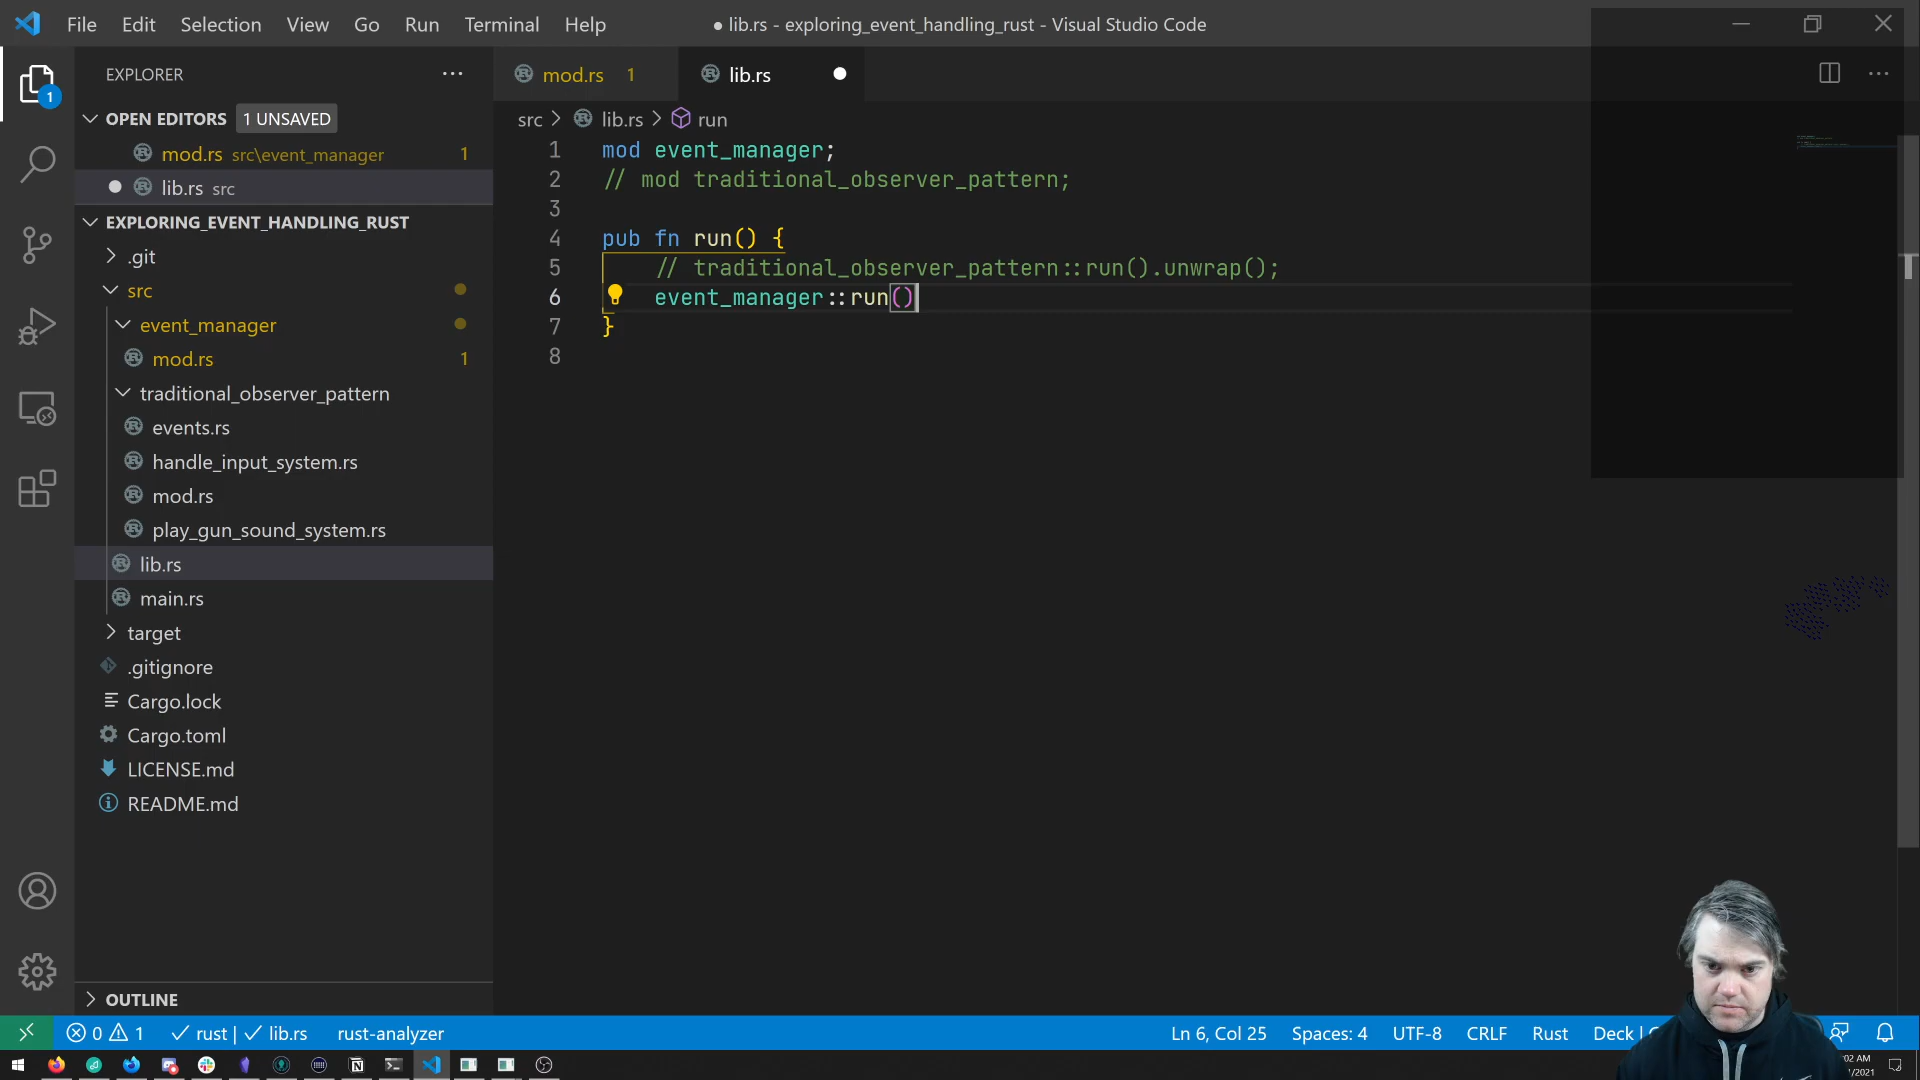 File Edit Selection View Go Run Terminal Help
● lib.rs - exploring_event_handling_rust - Visual Studio Code
EXPLORER
1
OPEN EDITORS 1 UNSAVED
mod.rs src\event_manager 1
lib.rs src
EXPLORING_EVENT_HANDLING_RUST
.git
src
event_manager
mod.rs 1
traditional_observer_pattern
events.rs
handle_input_system.rs
mod.rs
play_gun_sound_system.rs
lib.rs
main.rs
target
.gitignore
Cargo.lock
Cargo.toml
LICENSE.md
README.md
OUTLINE
mod.rs 1
lib.rs
src > lib.rs > run
1 mod event_manager;
2 // mod traditional_observer_pattern;
3
4 pub fn run() {
5 // traditional_observer_pattern::run().unwrap();
6 event_manager::run()
7 }
8
0 1 rust | lib.rs rust-analyzer
Ln 6, Col 25 Spaces: 4 UTF-8 CRLF Rust Deck |
02 AM
/2021